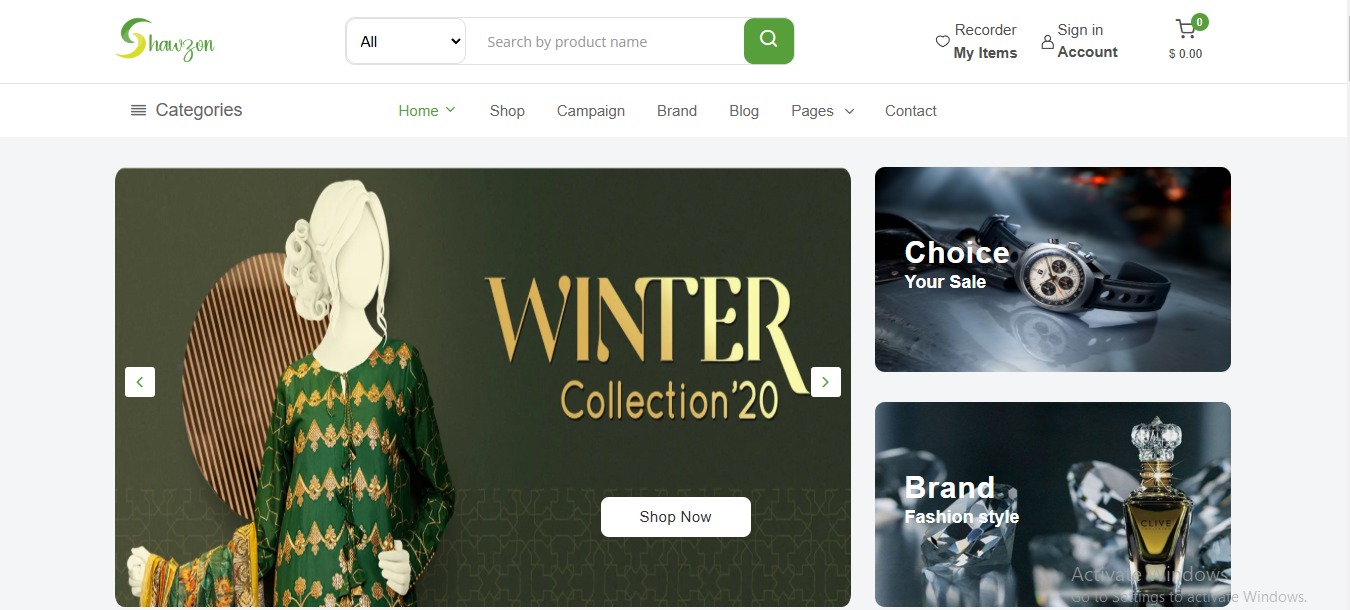 Shawzon
All
Search by product name
Recorder
My Items
Sign in
Account
0
$ 0.00
Categories
Home
Shop
Campaign
Brand
Blog
Pages
Contact
WINTER
Collection'20
Shop Now
Choice
Your Sale
Brand
Fashion style
CLIVE
Activate Windows
Go to Settings to activate Windows.